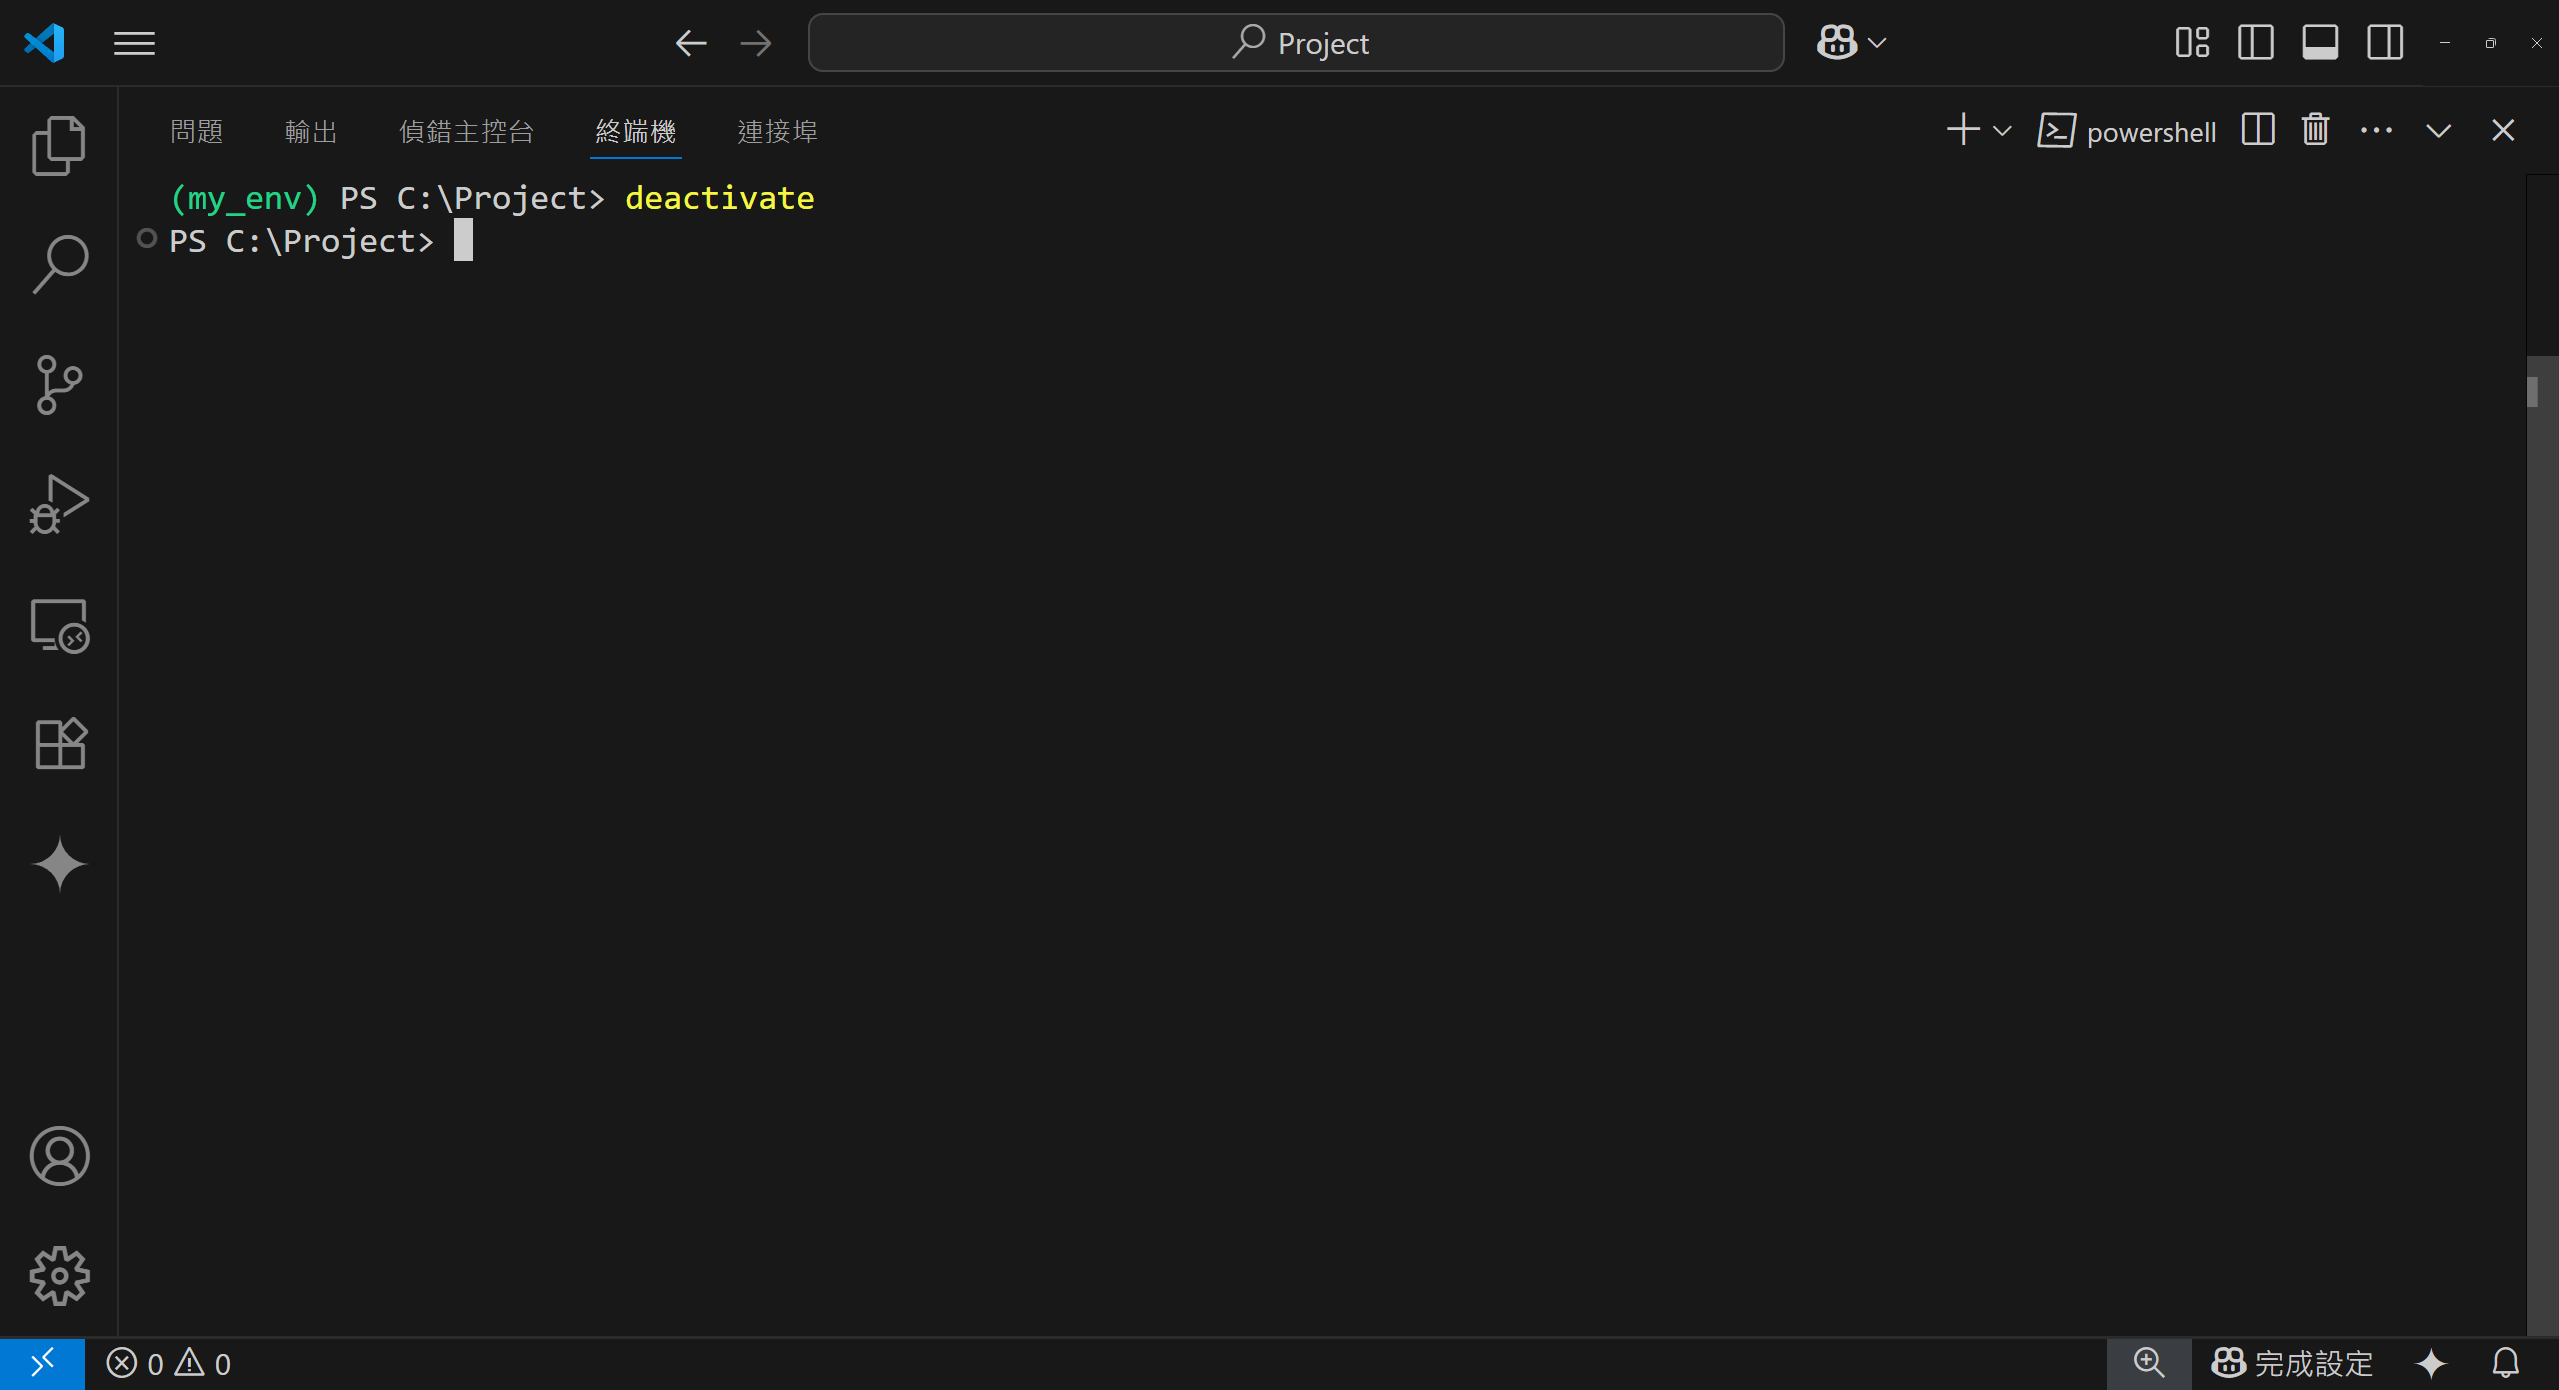 Project
問題 輸出 偵錯主控台 終端機 連接埠 powershell
(my_env) PS C:\Project> deactivate
PS C:\Project>
0 0 完成設定